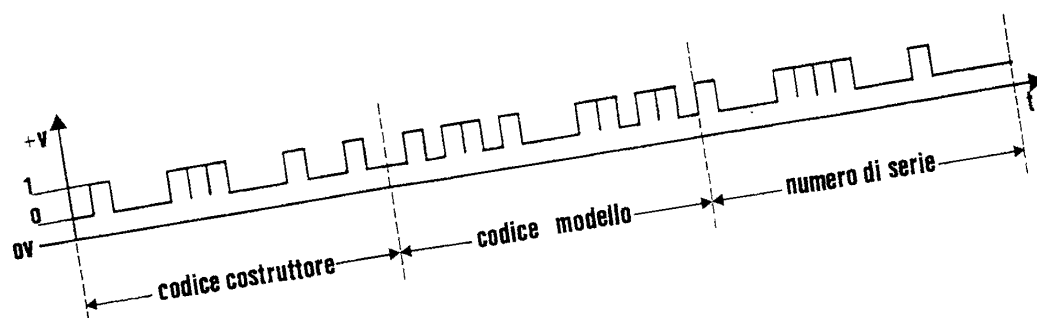 +V
1
0
0V
t
codice costruttore
codice modello
numero di serie